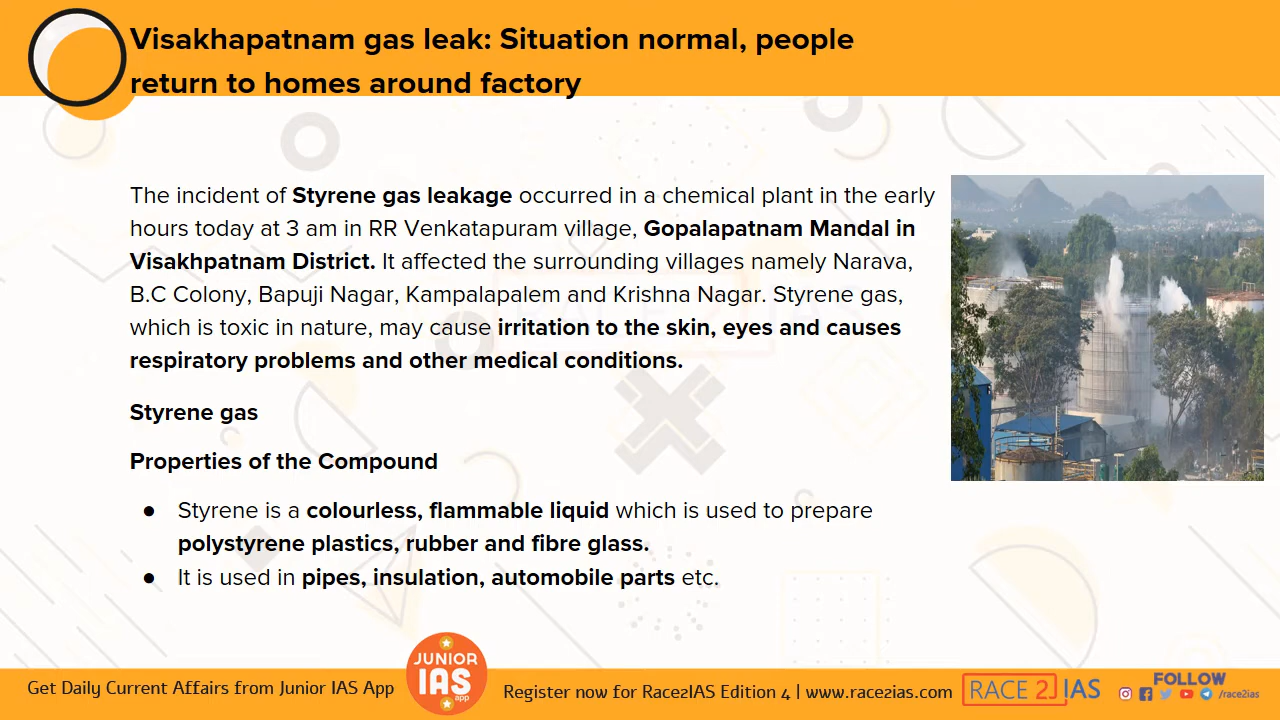 Visakhapatnam gas leak: Situation normal, people
return to homes around factory
The incident of Styrene gas leakage occurred in a chemical plant in the early
hours today at 3 am in RR Venkatapuram village, Gopalapatnam Mandal in
Visakhpatnam District. It affected the surrounding villages namely Narava,
B.C Colony, Bapuji Nagar, Kampalapalem and Krishna Nagar. Styrene gas,
which is toxic in nature, may cause irritation to the skin, eyes and causes
respiratory problems and other medical conditions.
Styrene gas
Properties of the Compound
● Styrene is a colourless, flammable liquid which is used to prepare
polystyrene plastics, rubber and fibre glass.
● It is used in pipes, insulation, automobile parts etc.
Get Daily Current Affairs from Junior IAS App
JUNIOR
IAS
app
Register now for Race2IAS Edition 4 | www.race2ias.com
RACE 2 IAS
FOLLOW
/race2ias